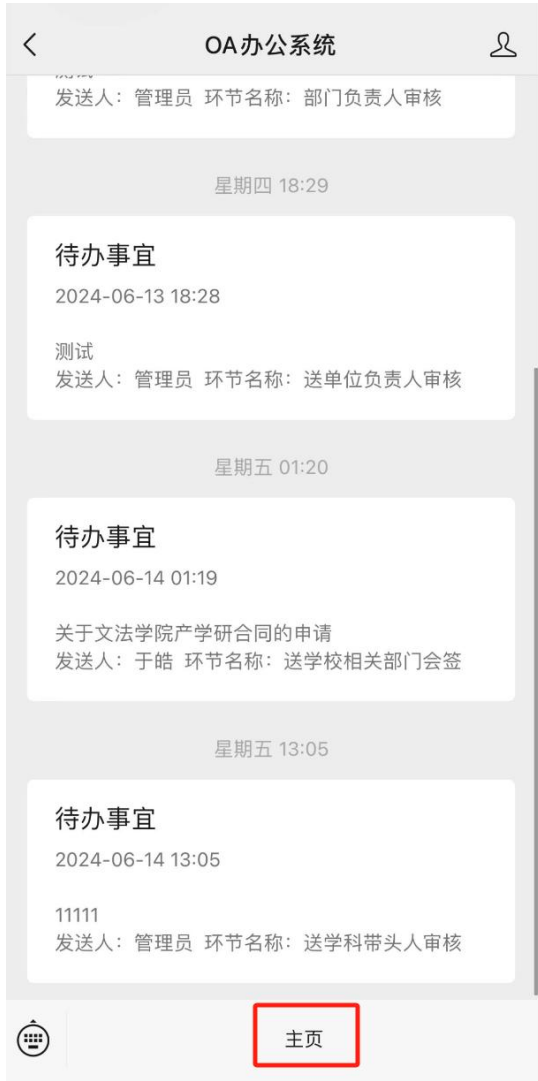 OA办公系统
发送人：管理员 环节名称：部门负责人审核
星期四 18:29
待办事宜
2024-06-13 18:28
测试
发送人：管理员 环节名称：送单位负责人审核
星期五 01:20
待办事宜
2024-06-14 01:19
关于文法学院产学研合同的申请
发送人：于皓 环节名称：送学校相关部门会签
星期五 13:05
待办事宜
2024-06-14 13:05
11111
发送人：管理员 环节名称：送学科带头人审核
主页